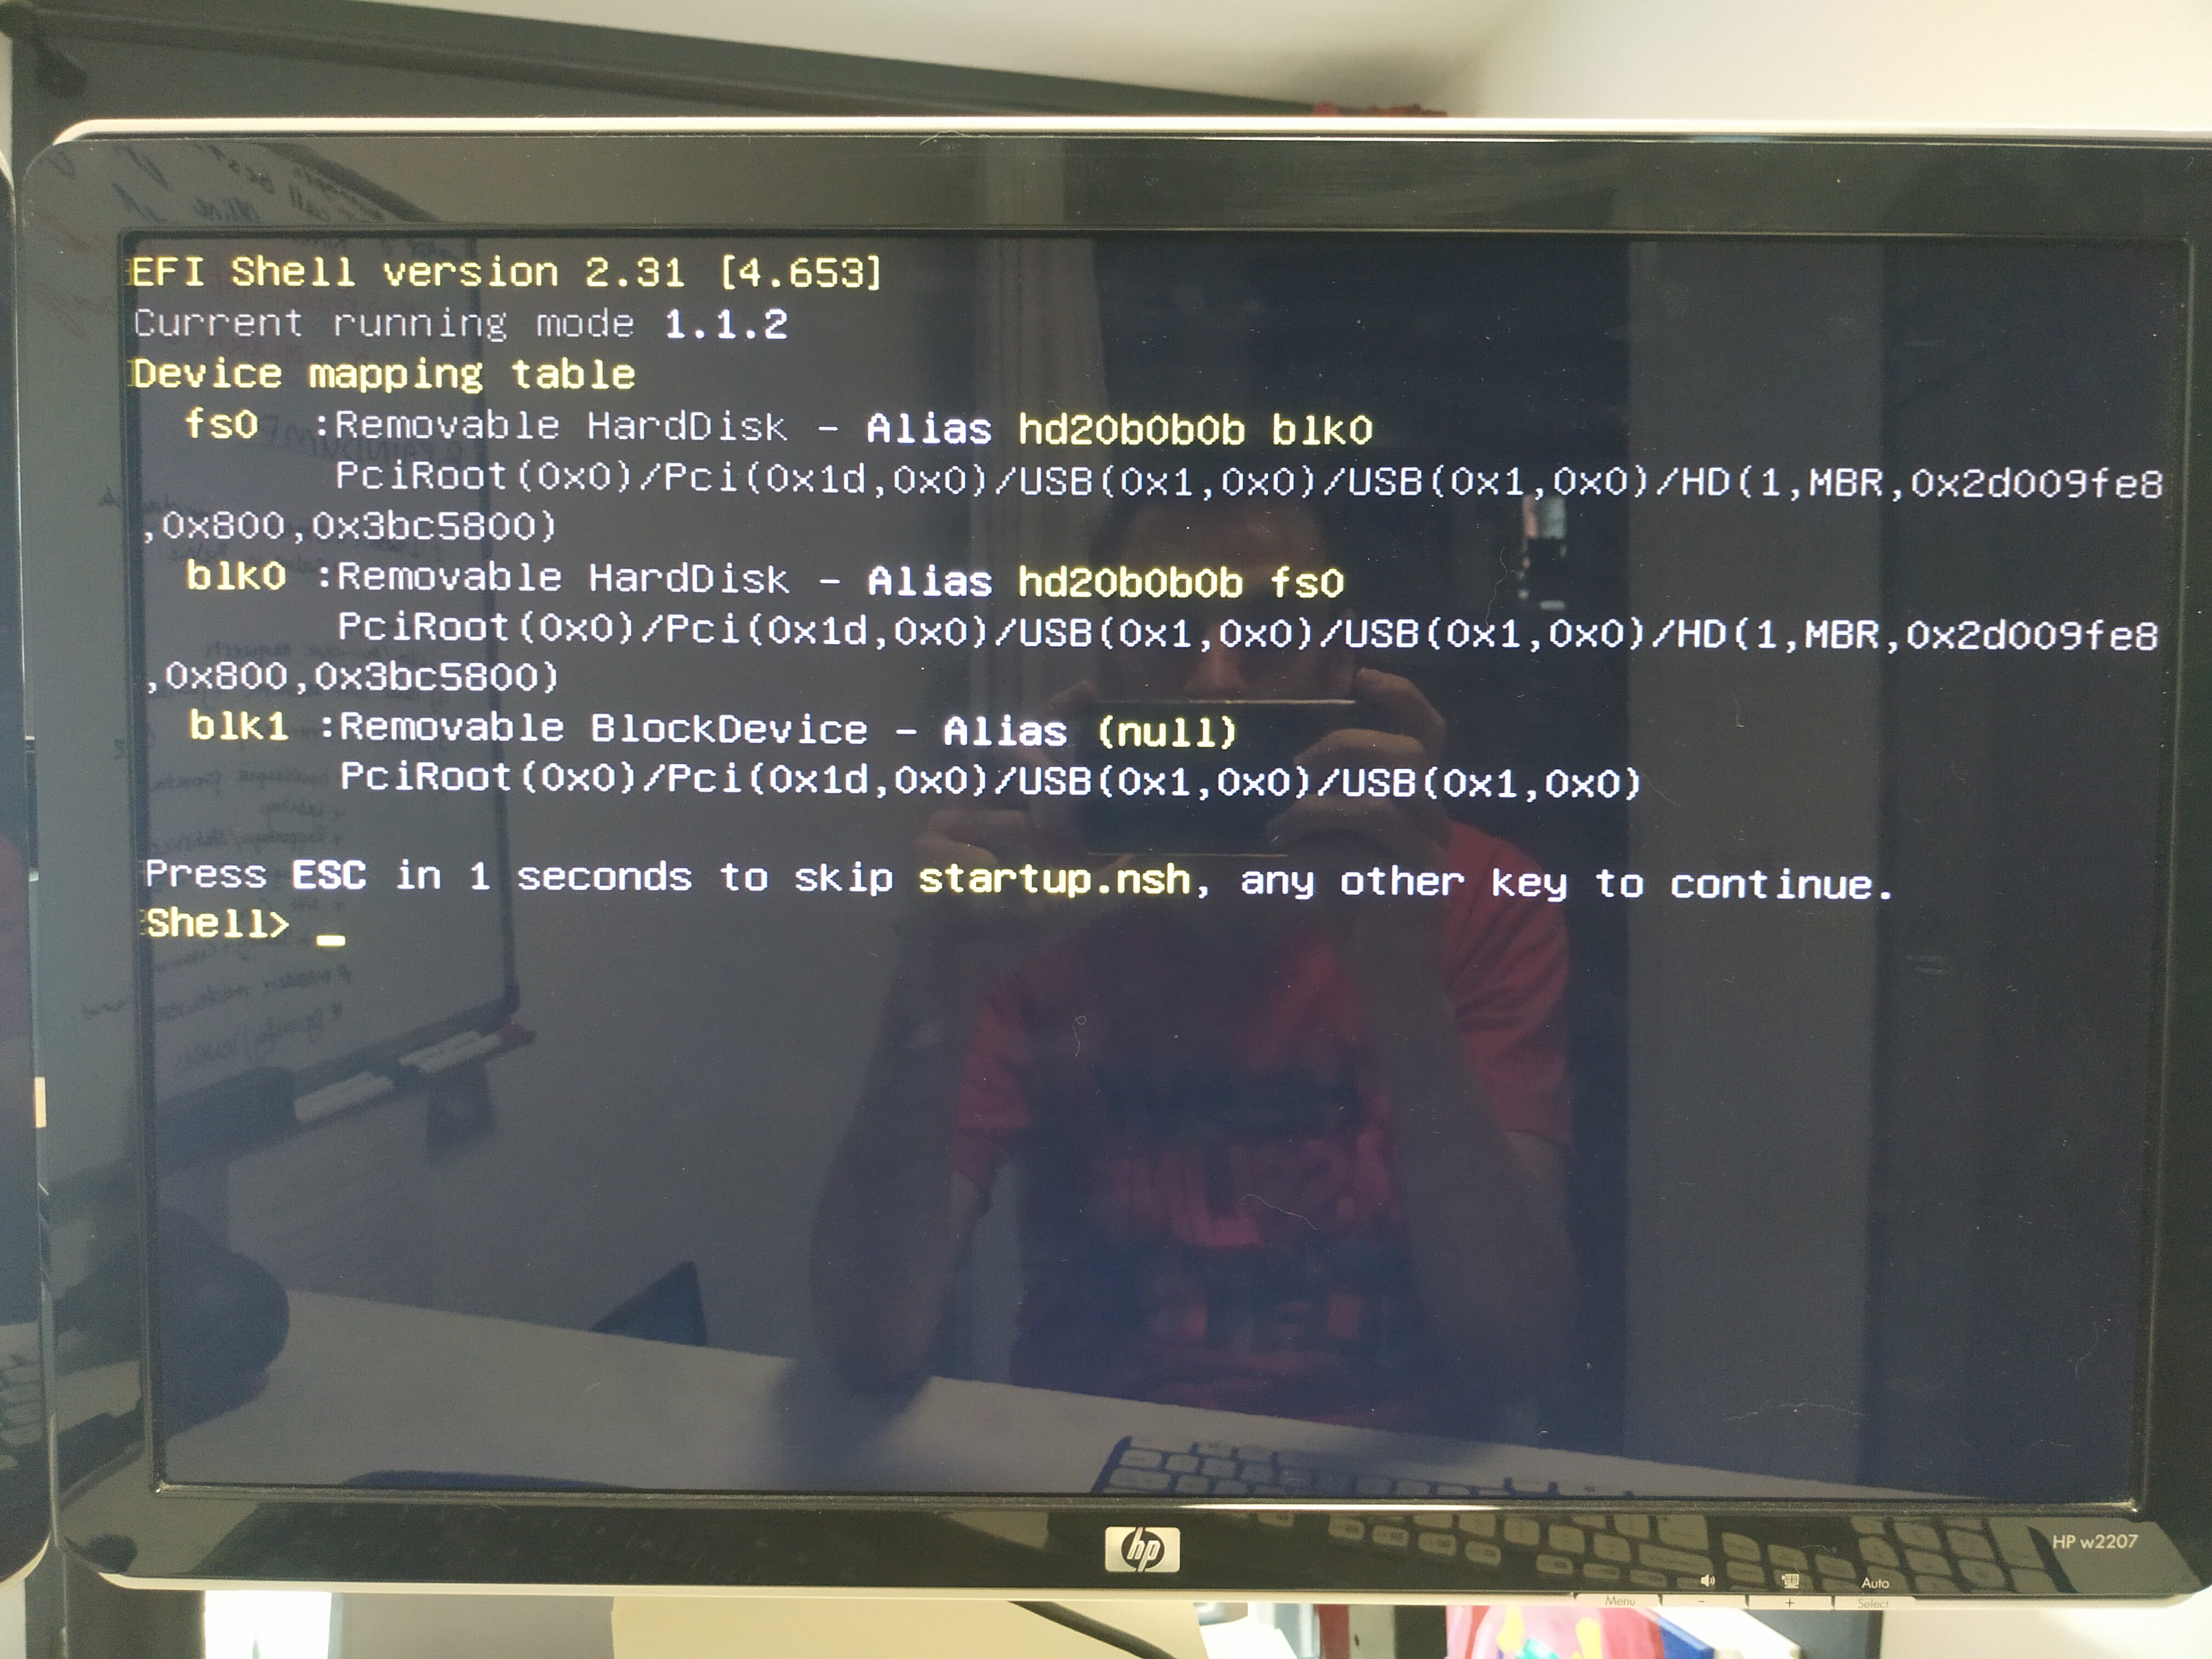 EFI Shell version 2.31 [4.653]
Current running mode 1.1.2
Device mapping table
fs0 :Removable HardDisk - Alias hd20b0b0b blk0
PciRoot(0x0)/Pci(0x1d,0x0)/USB(0x1,0x0)/USB(0x1,0x0)/HD(1,MBR,0x2d009fe8
,0x800,0x3bc5800)
blk0 :Removable HardDisk - Alias hd20b0b0b fs0
PciRoot(0x0)/Pci(0x1d,0x0)/USB(0x1,0x0)/USB(0x1,0x0)/HD(1,MBR,0x2d009fe8
,0x800,0x3bc5800)
blk1 :Removable BlockDevice - Alias (null)
PciRoot(0x0)/Pci(0x1d,0x0)/USB(0x1,0x0)/USB(0x1,0x0)
Press ESC in 1 seconds to skip startup.nsh, any other key to continue.
Shell> _
hp
HP w2207
Auto
Menu - + Select